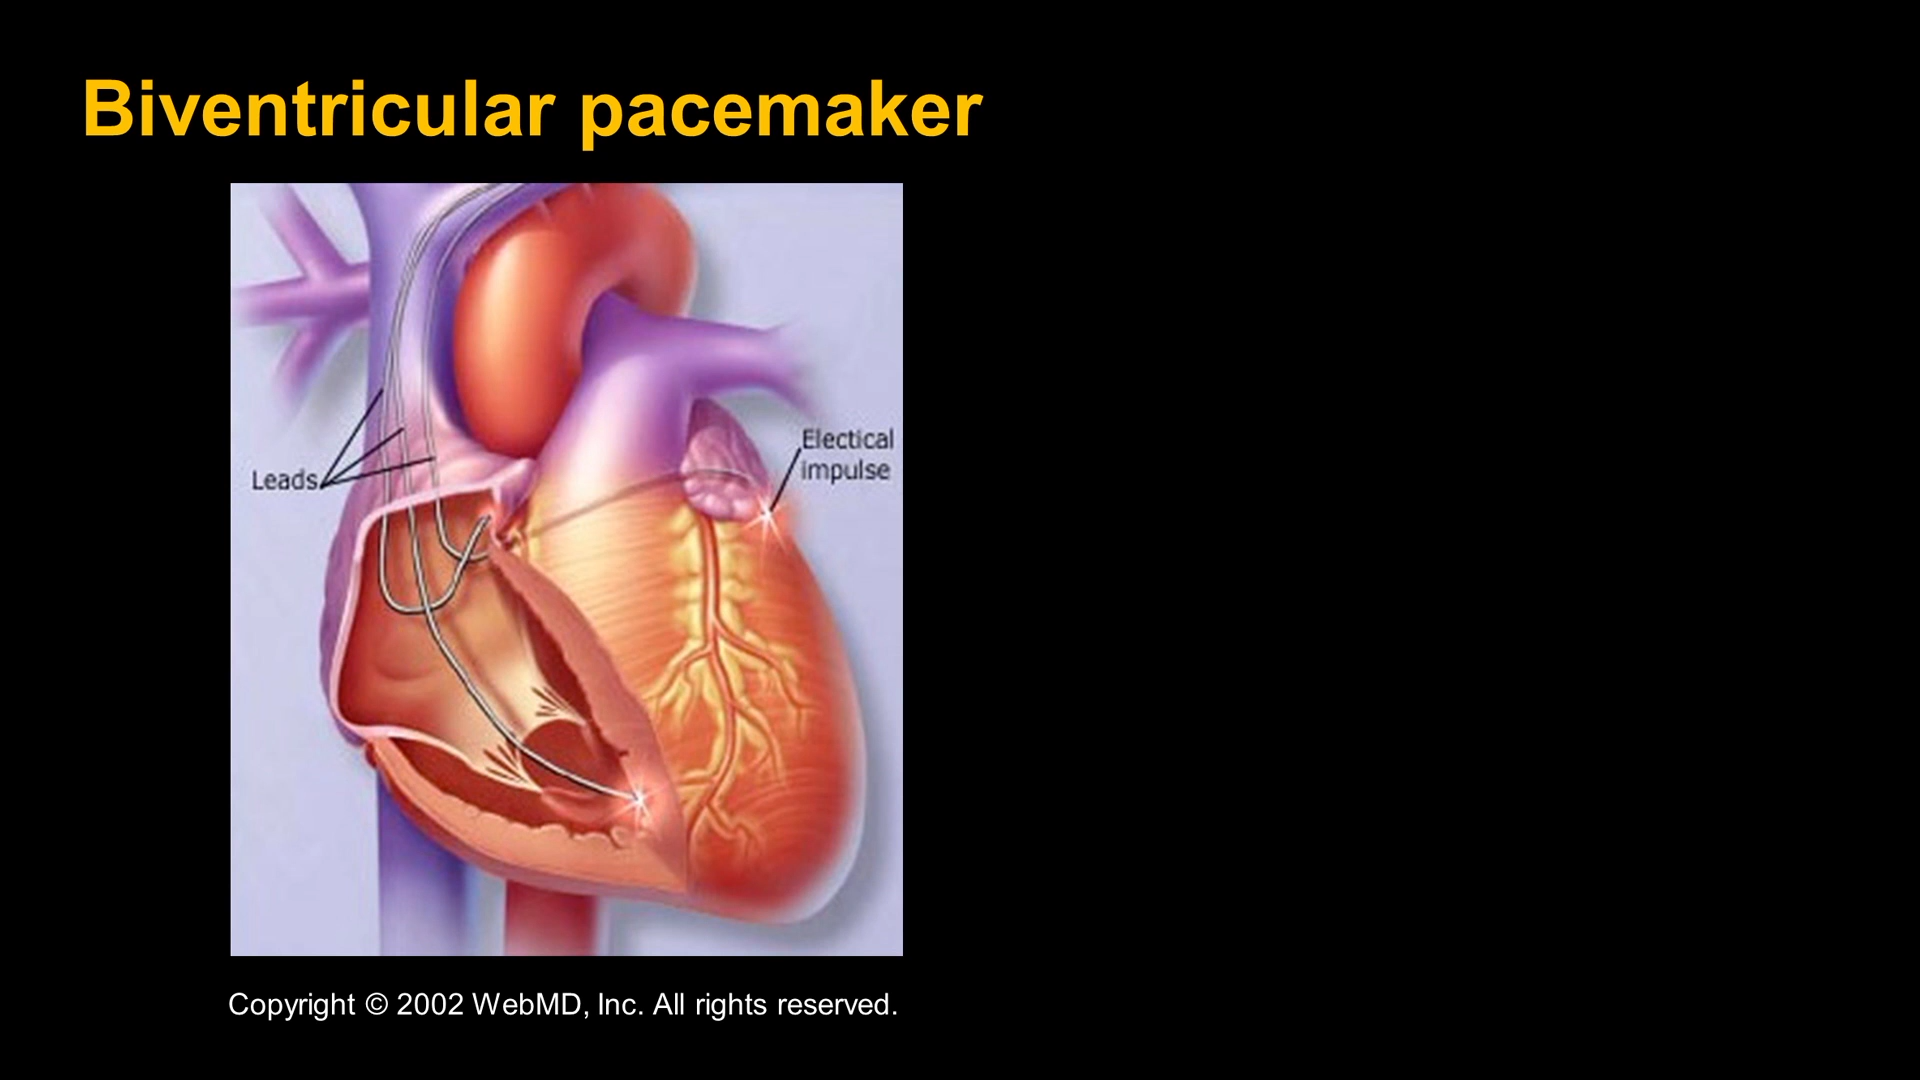 Biventricular pacemaker
Leads
Electical
impulse
Copyright © 2002 WebMD, Inc. All rights reserved.